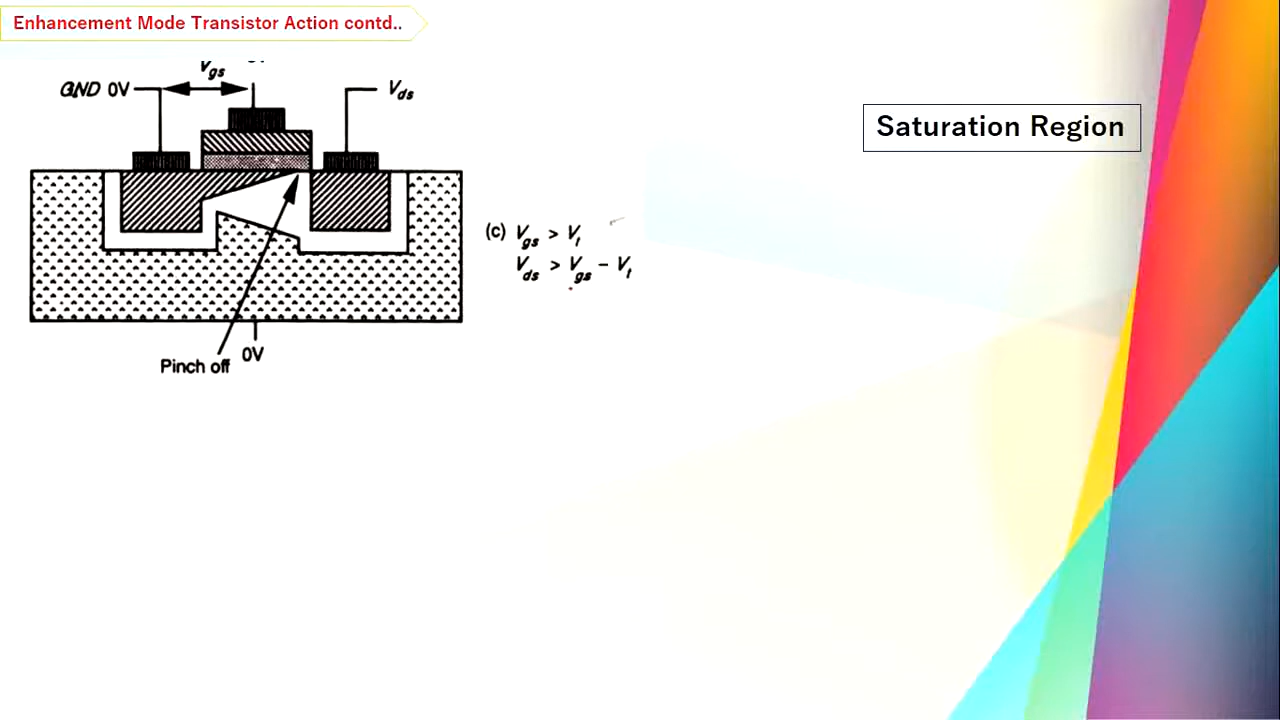 Enhancement Mode Transistor Action contd..
Vgs
GND 0V
Vds
Saturation Region
(c) Vgs > Vt
Vds > Vgs − Vt
0V
Pinch off